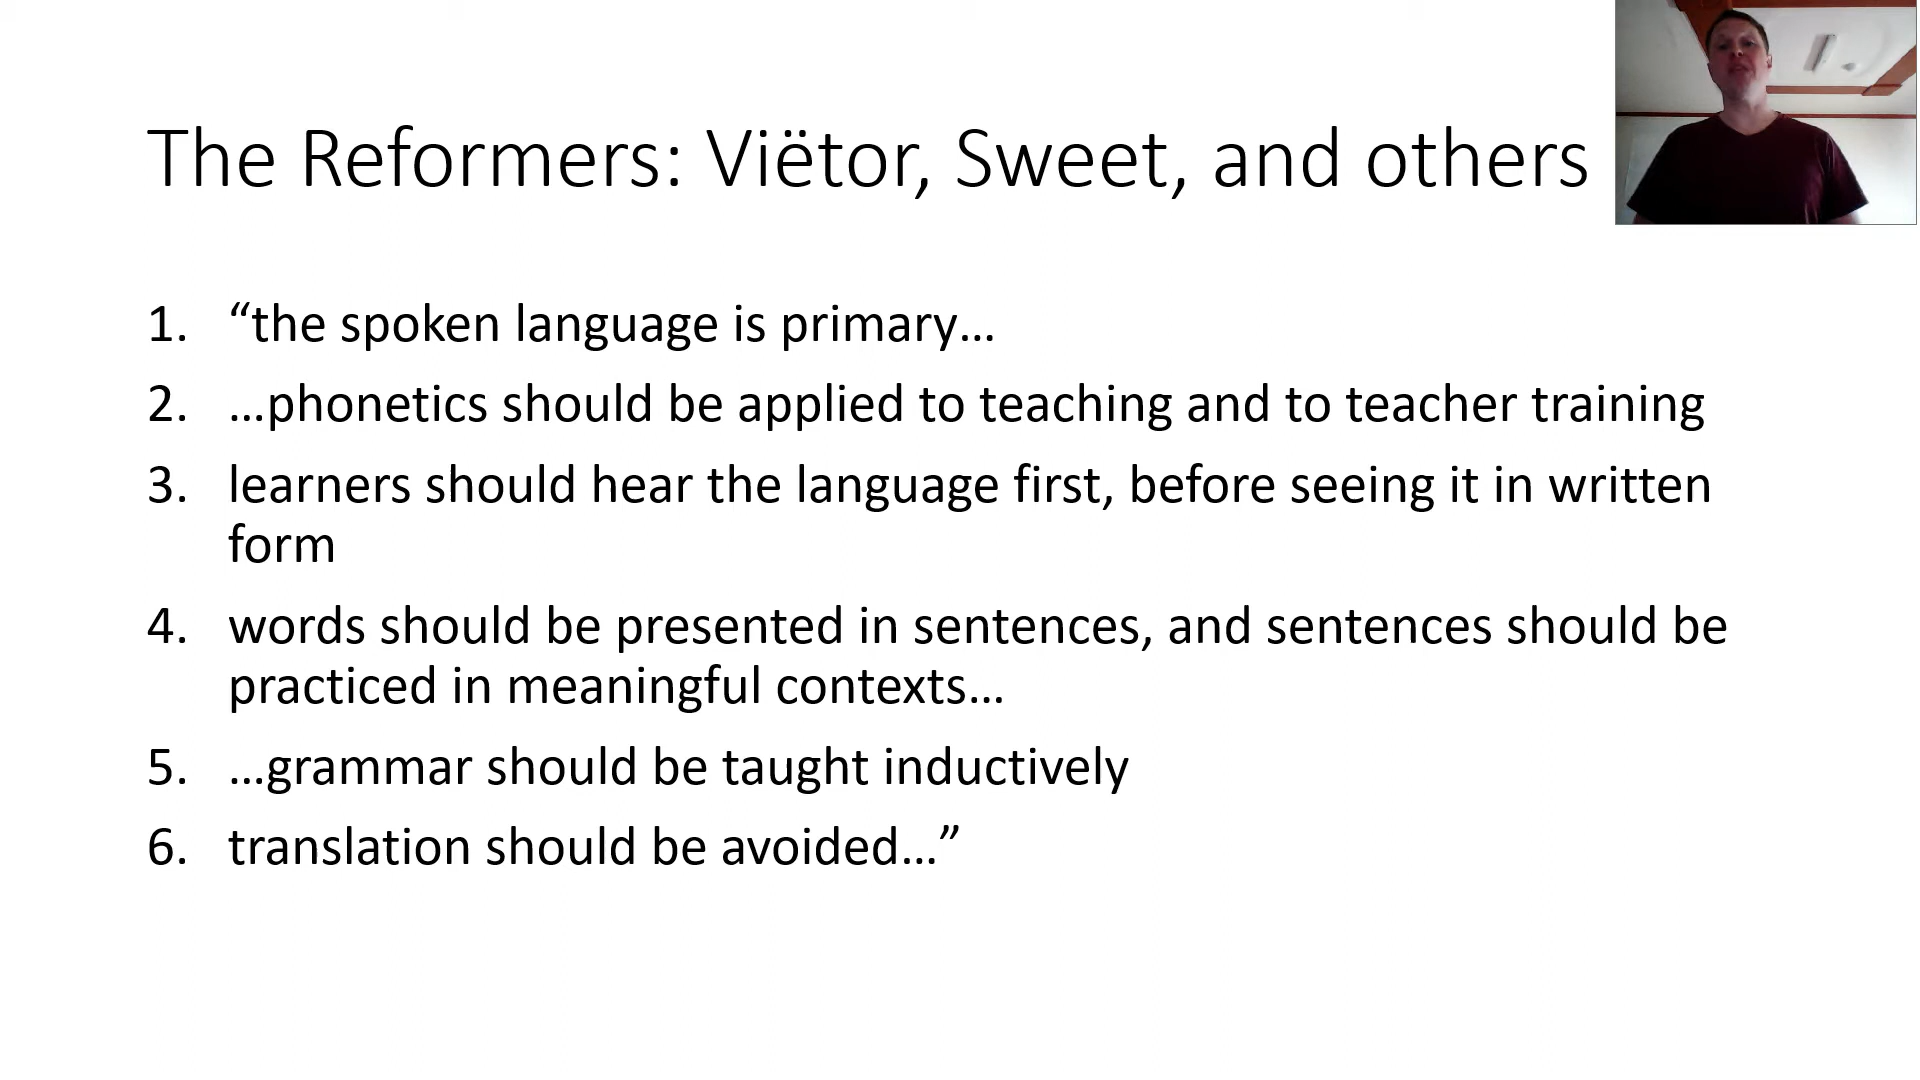 The Reformers: Viëtor, Sweet, and others
1. “the spoken language is primary…
2. …phonetics should be applied to teaching and to teacher training
3. learners should hear the language first, before seeing it in written
form
4. words should be presented in sentences, and sentences should be
practiced in meaningful contexts…
5. …grammar should be taught inductively
6. translation should be avoided…”